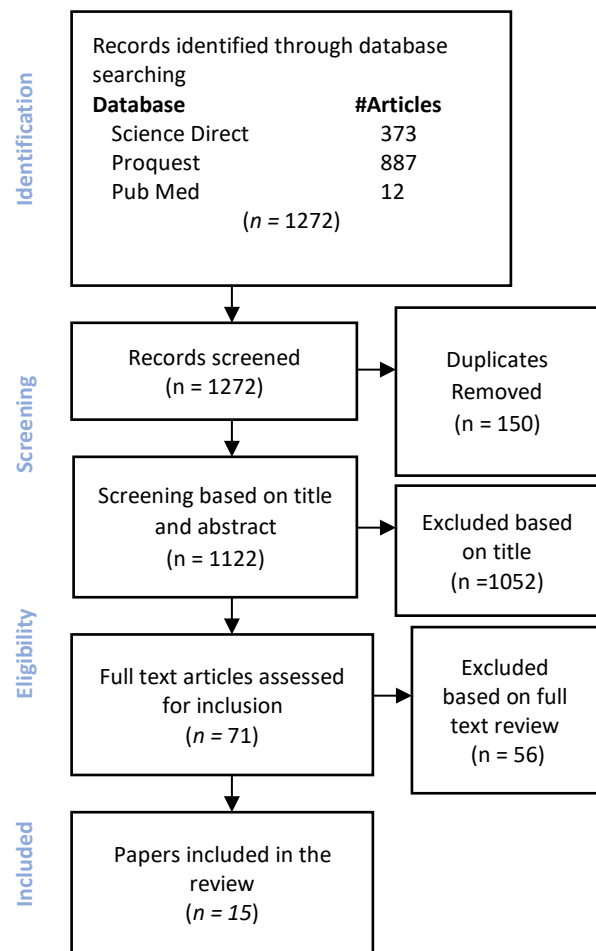 Identification
Records identified through database
searching
Database #Articles
Science Direct 373
Proquest 887
Pub Med 12
(n = 1272)
Screening
Records screened
(n = 1272)
Duplicates
Removed
(n = 150)
Screening based on title
and abstract
(n = 1122)
Excluded based
on title
(n =1052)
Eligibility
Full text articles assessed
for inclusion
(n = 71)
Excluded
based on full
text review
(n = 56)
Included
Papers included in the
review
(n = 15)